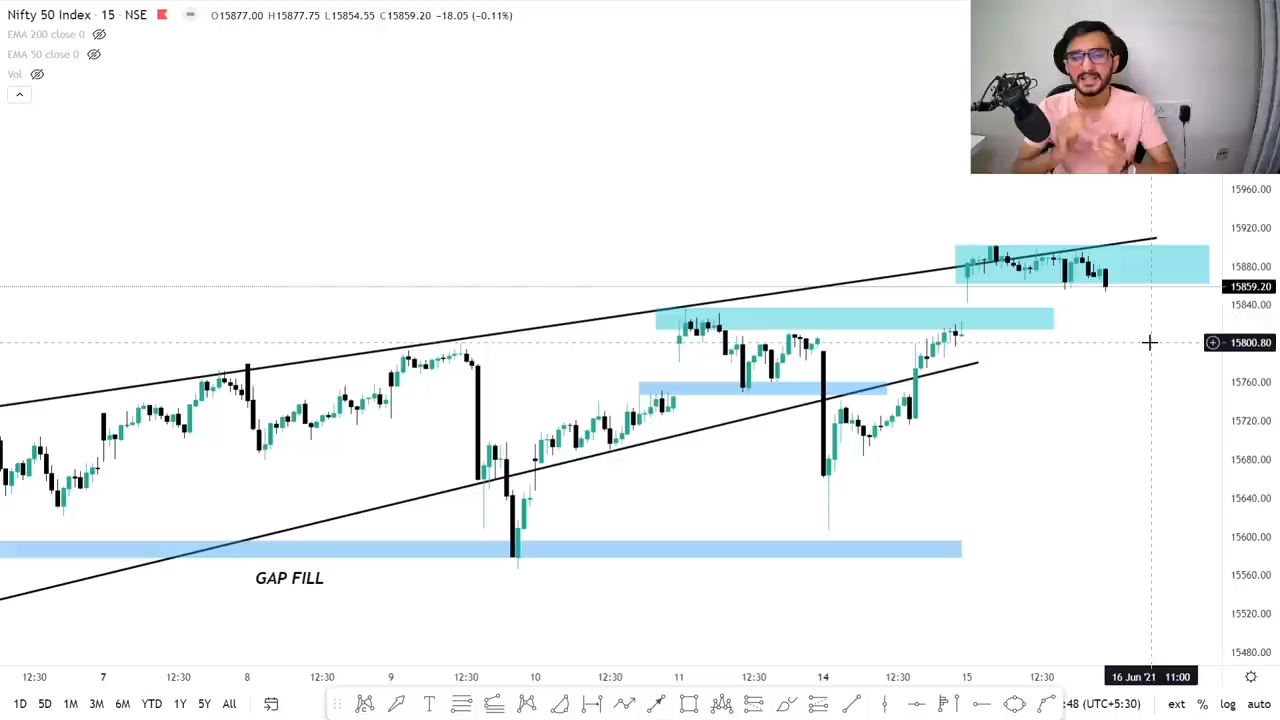 Nifty 50 Index · 15 · NSE O15877.00 H15877.75 L15854.55 C15859.20 -18.05 (-0.11%)
EMA 200 close 0
EMA 50 close 0
Vol
15960.00
15920.00
15880.00
15859.20
15840.00
15800.80
15760.00
15720.00
15680.00
15640.00
15600.00
15560.00
15520.00
15480.00
GAP FILL
12:30 7 12:30 8 12:30 9 12:30 10 12:30 11 12:30 14 12:30 15 12:30 16 Jun '21 11:00
1D 5D 1M 3M 6M YTD 1Y 5Y All :48 (UTC+5:30) ext % log auto